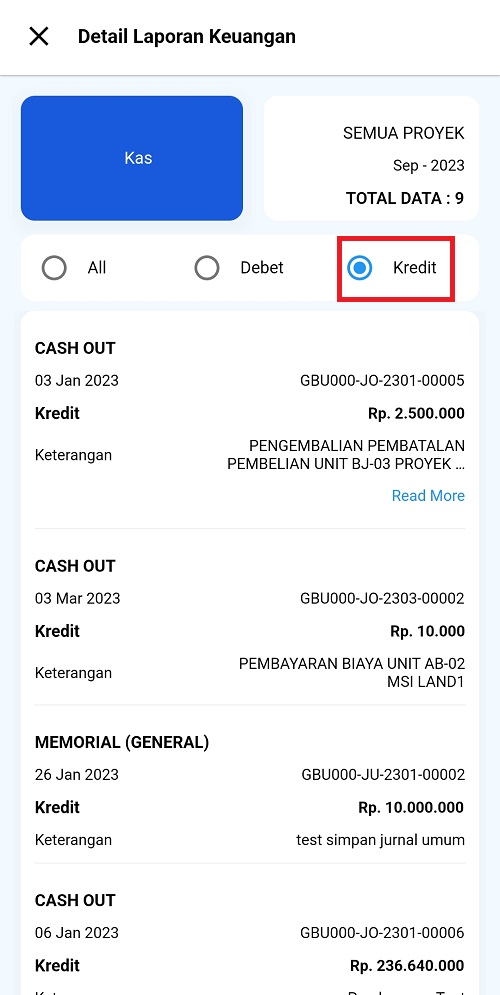 Detail Laporan Keuangan
Kas
SEMUA PROYEK
Sep - 2023
TOTAL DATA : 9
All
Debet
Kredit
CASH OUT
03 Jan 2023
GBU000-JO-2301-00005
Kredit
Rp. 2.500.000
Keterangan
PENGEMBALIAN PEMBATALAN
PEMBELIAN UNIT BJ-03 PROYEK ...
Read More
CASH OUT
03 Mar 2023
GBU000-JO-2303-00002
Kredit
Rp. 10.000
Keterangan
PEMBAYARAN BIAYA UNIT AB-02
MSI LAND1
MEMORIAL (GENERAL)
26 Jan 2023
GBU000-JU-2301-00002
Kredit
Rp. 10.000.000
Keterangan
test simpan jurnal umum
CASH OUT
06 Jan 2023
GBU000-JO-2301-00006
Kredit
Rp. 236.640.000